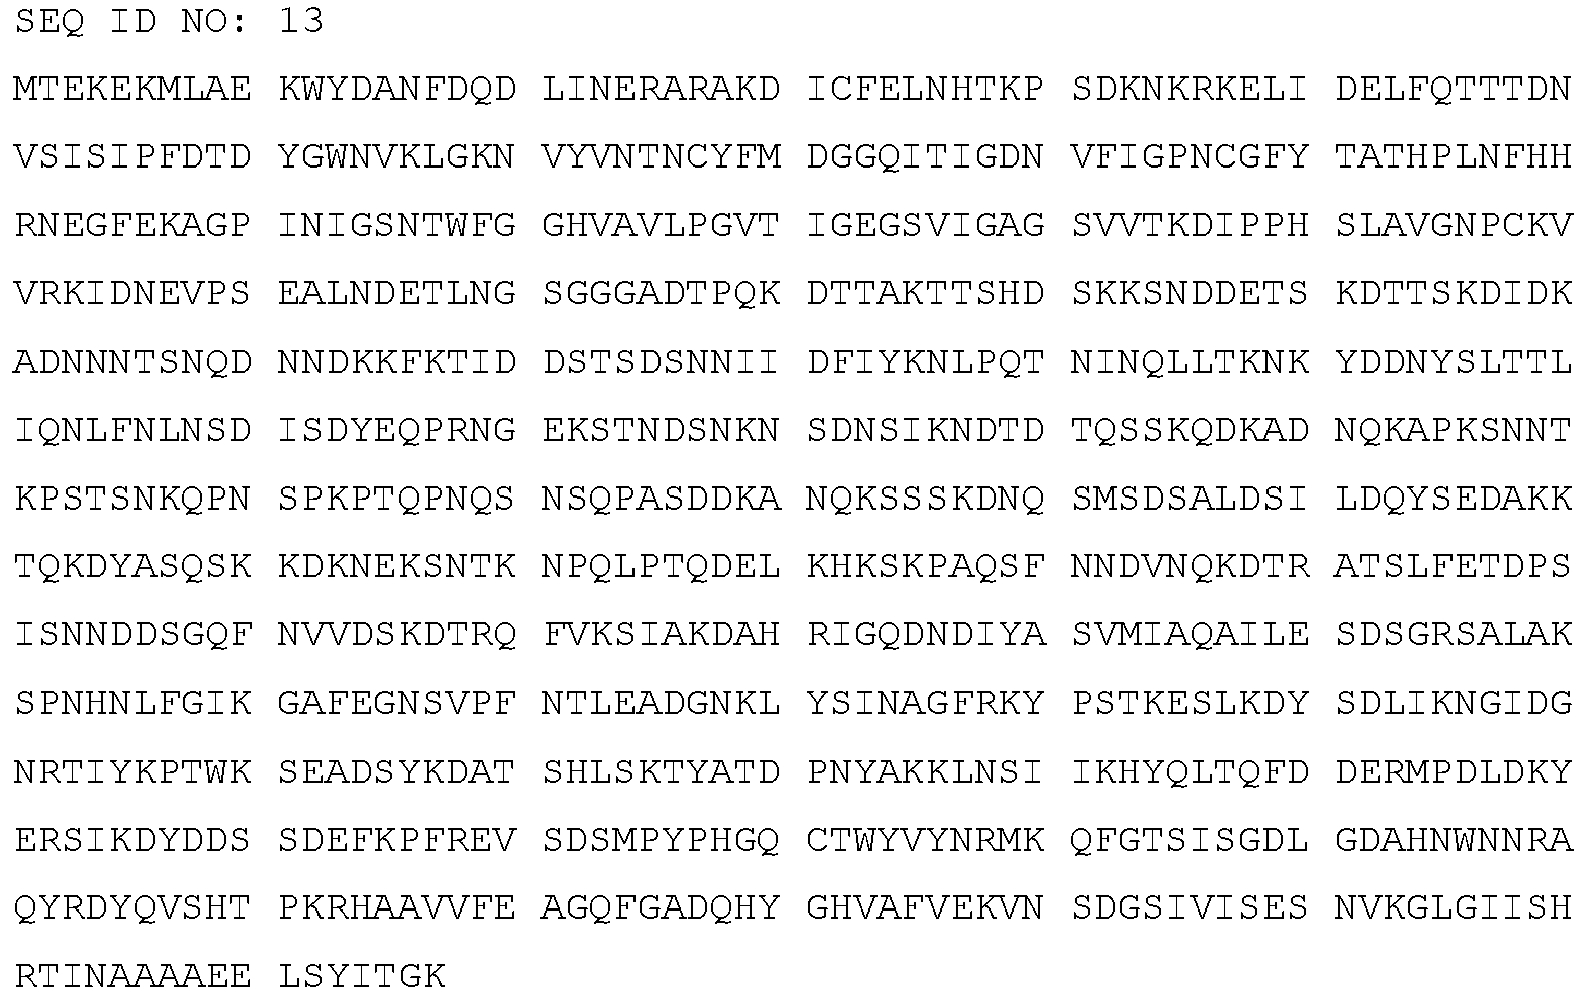 SEQ ID NO: 13
MTEKEKMLAE KWYDANFDQD LINERARAKD ICFELNHTKP SDKNKRKELI DELFQTTTDN
VSISIPFDTD YGWNVKLGKN VYVNTNCYFM DGGQITIGDN VFIGPNCGFY TATHPLNFHH
RNEGFEKAGP INIGSNTWFG GHVAVLPGVT IGEGSVIGAG SVVTKDIPPH SLAVGNPCKV
VRKIDNEVPS EALNDETLNG SGGGADTPQK DTTAKTTSHD SKKSNDDETS KDTTSKDIDK
ADNNNTSNQD NNDKKFKTID DSTSDSNNII DFIYKNLPQT NINQLLTKNK YDDNYSLTTL
IQNLFNLNSD ISDYEQPRNG EKSTNDSNKN SDNSIKNDTD TQSSKQDKAD NQKAPKSNNT
KPSTSNKQPN SPKPTQPNQS NSQPASDDKA NQKSSSKDNQ SMSDSALDSI LDQYSEDAKK
TQKDYASQSK KDKNEKSNTK NPQLPTQDEL KHKSKPAQSF NNDVNQKDTR ATSLFETDPS
ISNNDDSGQF NVVDSKDTRQ FVKSIAKDAH RIGQDNDIYA SVMIAQAILE SDSGRSALAK
SPNHNLFGIK GAFEGNSVPF NTLEADGNKL YSINAGFRKY PSTKESLKDY SDLIKNGIDG
NRTIYKPTWK SEADSYKDAT SHLSKTYATD PNYAKKLNSI IKHYQLTQFD DERMPDLDKY
ERSIKDYDDS SDEFKPFREV SDSMPYPHGQ CTWYVYNRMK QFGTSISGDL GDAHNWNNRA
QYRDYQVSHT PKRHAAVVFE AGQFGADQHY GHVAFVEKVN SDGSIVISES NVKGLGIISH
RTINAAAAEE LSYITGK